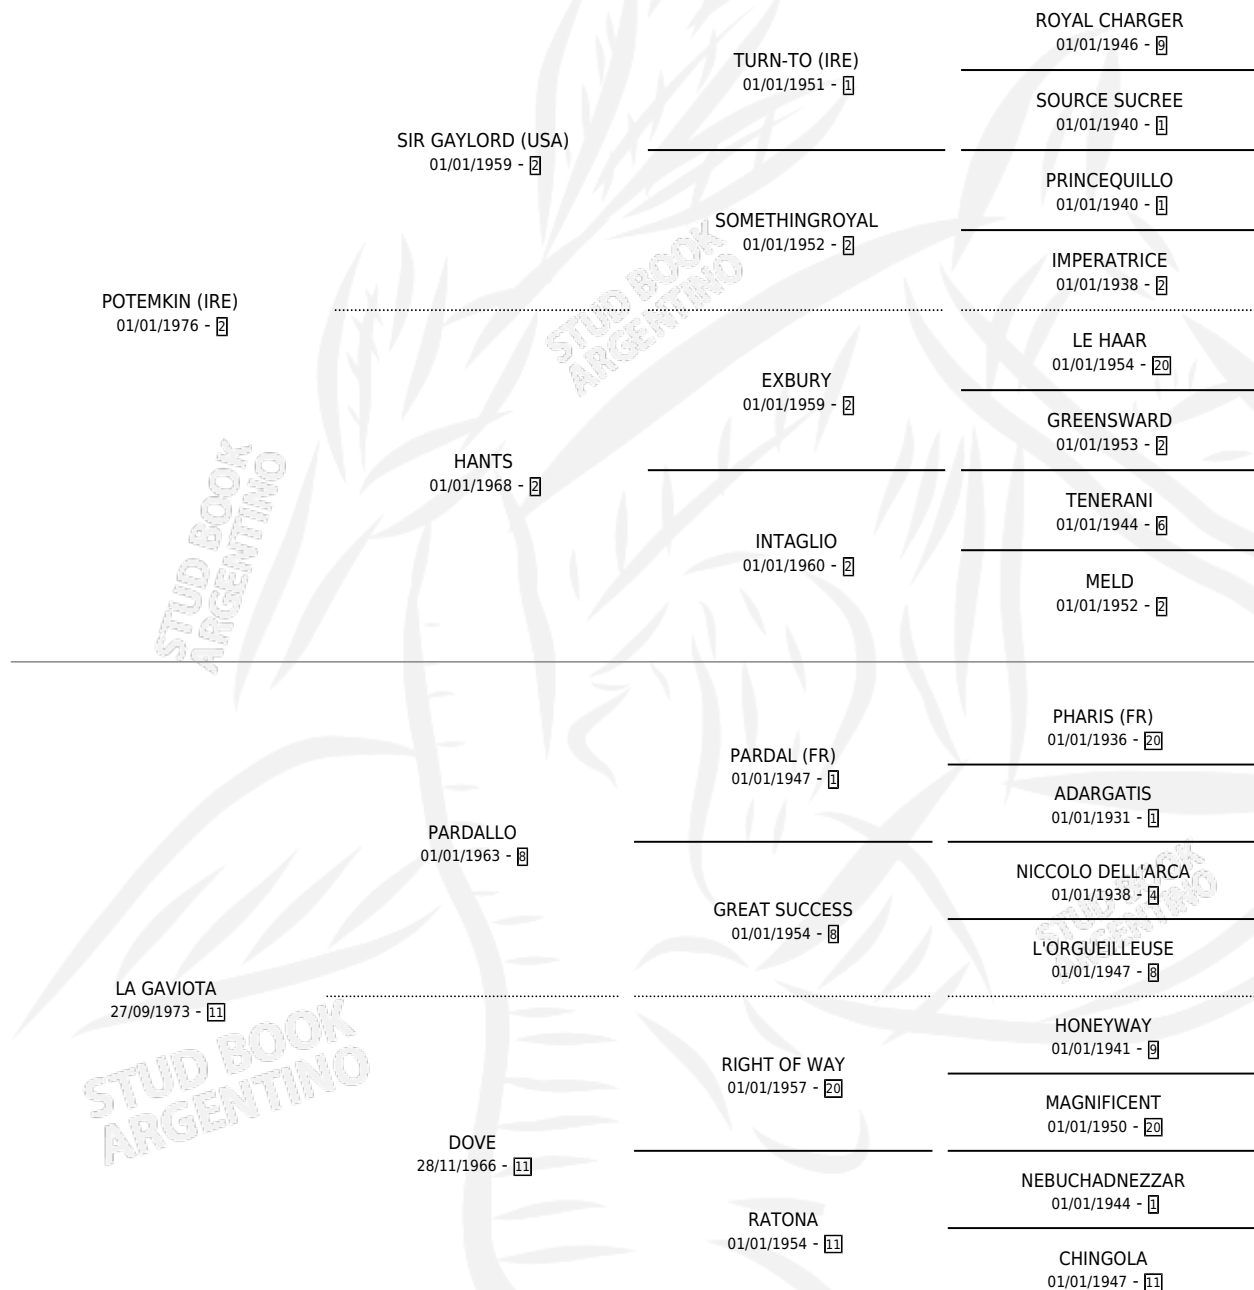 ROYAL CHARGER
01/01/1946 - 9
TURN-TO (IRE)
01/01/1951 - 1
SOURCE SUCREE
01/01/1940 - 1
SIR GAYLORD (USA)
01/01/1959 - 2
PRINCEQUILLO
01/01/1940 - 1
SOMETHINGROYAL
01/01/1952 - 2
IMPERATRICE
01/01/1938 - 2
POTEMKIN (IRE)
01/01/1976 - 2
STUD BOOK
ARGENTINO
LE HAAR
01/01/1954 - 20
EXBURY
01/01/1959 - 2
GREENSWARD
01/01/1953 - 2
HANTS
01/01/1968 - 2
TENERANI
01/01/1944 - 6
INTAGLIO
01/01/1960 - 2
MELD
01/01/1952 - 2
STUD BOOK
ARGENTINO
PHARIS (FR)
01/01/1936 - 20
PARDAL (FR)
01/01/1947 - 1
ADARGATIS
01/01/1931 - 1
PARDALLO
01/01/1963 - 8
NICCOLO DELL'ARCA
01/01/1938 - 4
GREAT SUCCESS
01/01/1954 - 8
L'ORGUEILLEUSE
01/01/1947 - 8
STUD BOOK
ARGENTINO
LA GAVIOTA
27/09/1973 - 11
HONEYWAY
01/01/1941 - 9
RIGHT OF WAY
01/01/1957 - 20
MAGNIFICENT
01/01/1950 - 20
STUD BOOK
ARGENTINO
DOVE
28/11/1966 - 11
NEBUCHADNEZZAR
01/01/1944 - 1
RATONA
01/01/1954 - 11
CHINGOLA
01/01/1947 - 11